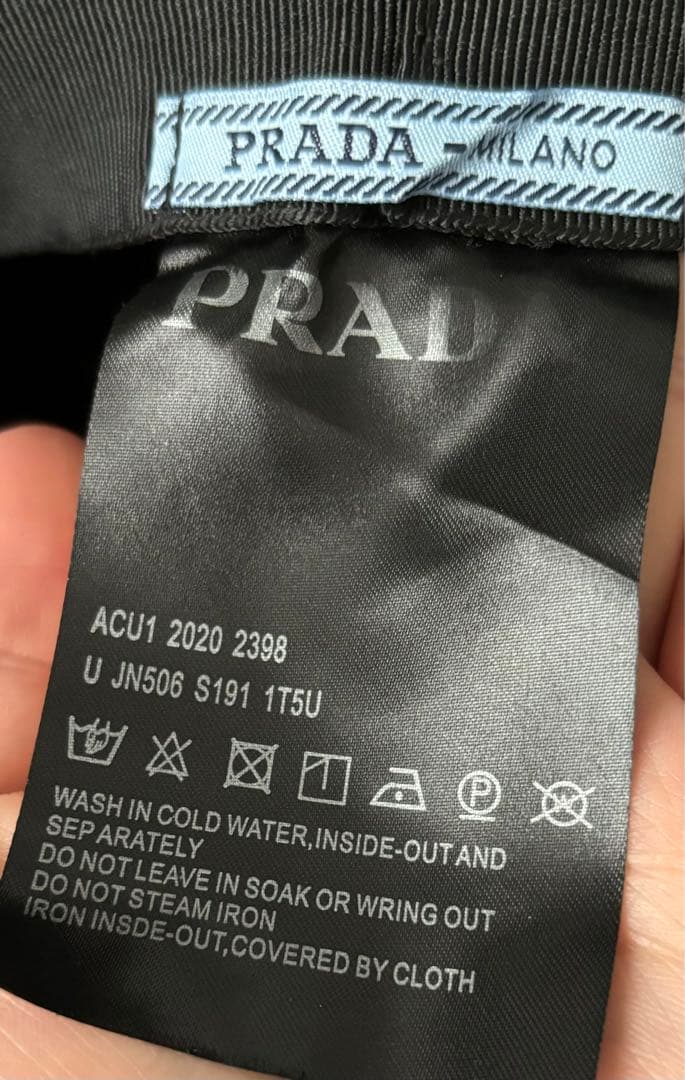 PRADA - MILANO
PRADA
ACU1 2020 2398
U JN506 S191 1T5U
P W
WASH IN COLD WATER,INSIDE-OUT AND
SEP ARATELY
DO NOT LEAVE IN SOAK OR WRING OUT
DO NOT STEAM IRON
IRON INSDE-OUT,COVERED BY CLOTH